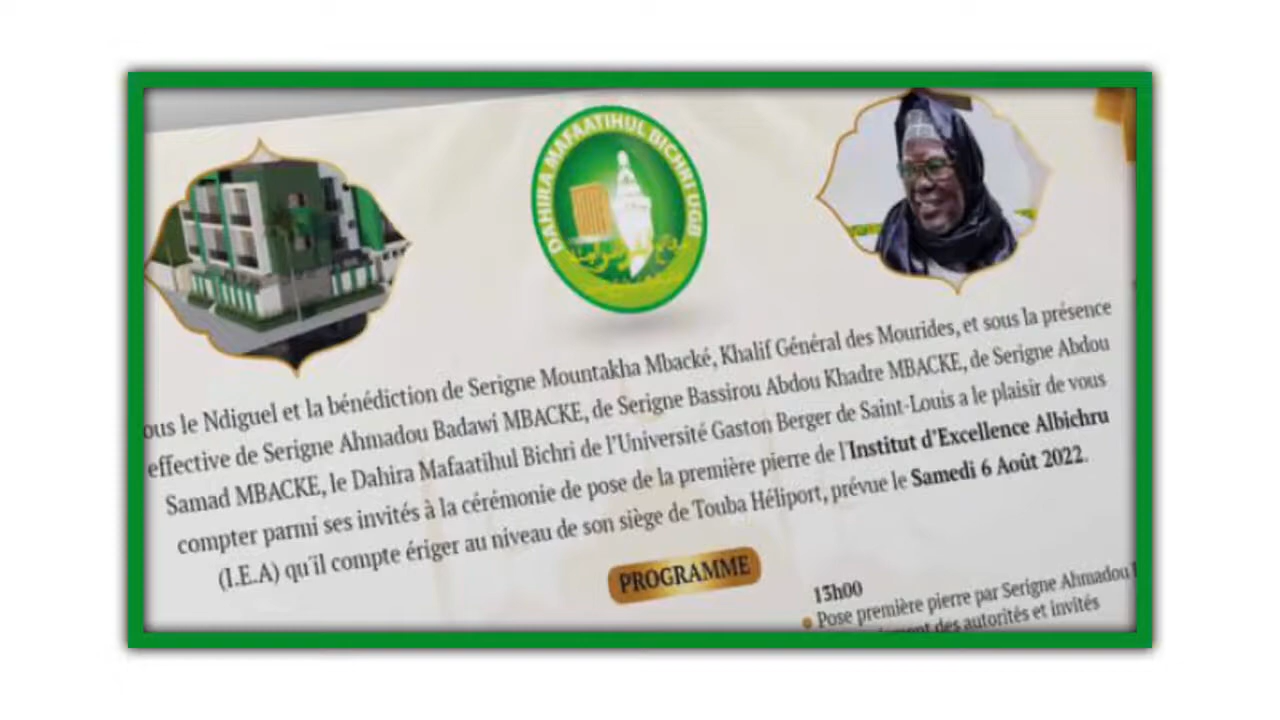 DAHIRA MAFAATIHUL BICHRI UGB
ous le Ndiguel et la bénédiction de Serigne Mountakha Mbacké, Khalif Général des Mourides, et sous la présence
effective de Serigne Ahmadou Badawi MBACKE, de Serigne Bassirou Abdou Khadre MBACKE, de Serigne Abdou
Samad MBACKE, le Dahira Mafaatihul Bichri de l'Université Gaston Berger de Saint-Louis a le plaisir de vous
compter parmi ses invités à la cérémonie de pose de la première pierre de l'Institut d'Excellence Albichru
(I.E.A) qu'il compte ériger au niveau de son siège de Touba Héliport, prévue le Samedi 6 Août 2022.
PROGRAMME
13h00
Pose première pierre par Serigne Ahmadou
des autorités et invités